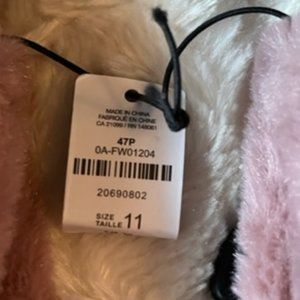 MADE IN CHINA
FABRIQUÉ EN CHINE
CA 21099 / RN 148061
47P
0A-FW01204
20690802
SIZE
TAILLE 11